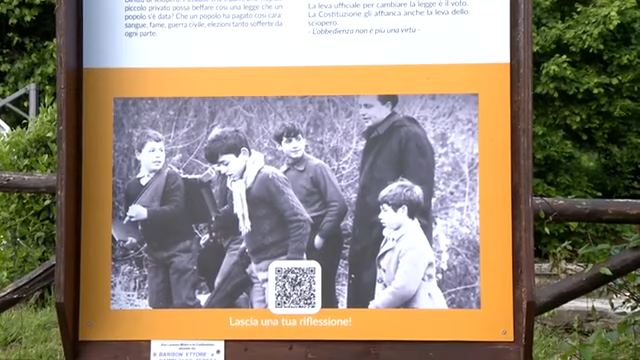 piccolo privato possa beffare così una legge che un
popolo s'è data? Che un popolo ha pagato così cara
sangue, fame, guerra civile, elezioni tanto sofferte da
ogni parte.
La leva ufficiale per cambiare la legge è il voto.
La Costituzione gli affianca anche la leva dello
sciopero.
- L'obbedienza non è più una virtù -
Lascia una tua riflessione!
BARISON ETTORE